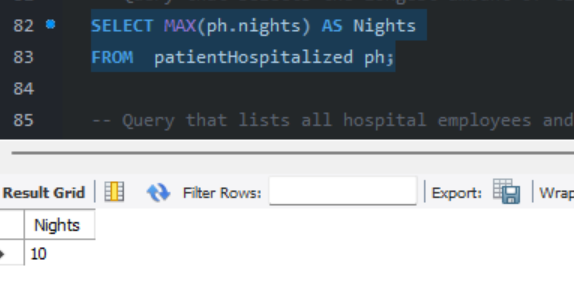 82 SELECT MAX(ph.nights) AS Nights
83 FROM patientHospitalized ph;
84
85 -- Query that lists all hospital employees and
Result Grid Filter Rows: Export: Wrap
Nights
10